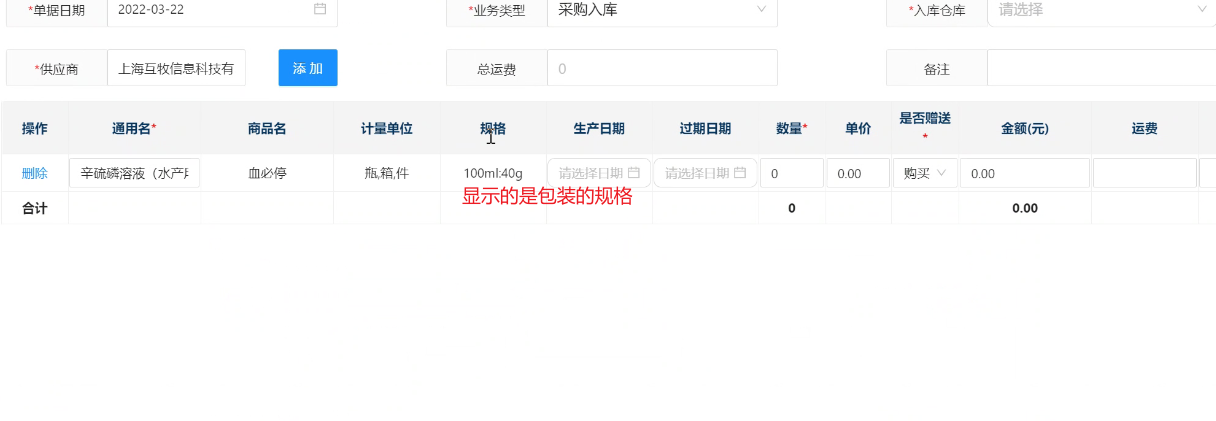 *单据日期 2022-03-22 *业务类型 采购入库 *入库仓库 请选择
*供应商 上海互牧信息科技有 添 加 总运费 0 备注
操作 通用名* 商品名 计量单位 规格 生产日期 过期日期 数量* 单价 是否赠送* 金额(元) 运费
删除 辛硫磷溶液（水产用 血必停 瓶,箱,件 100ml:40g 请选择日期 请选择日期 0 0.00 购买 0.00
显示的是包装的规格
合计 0 0.00